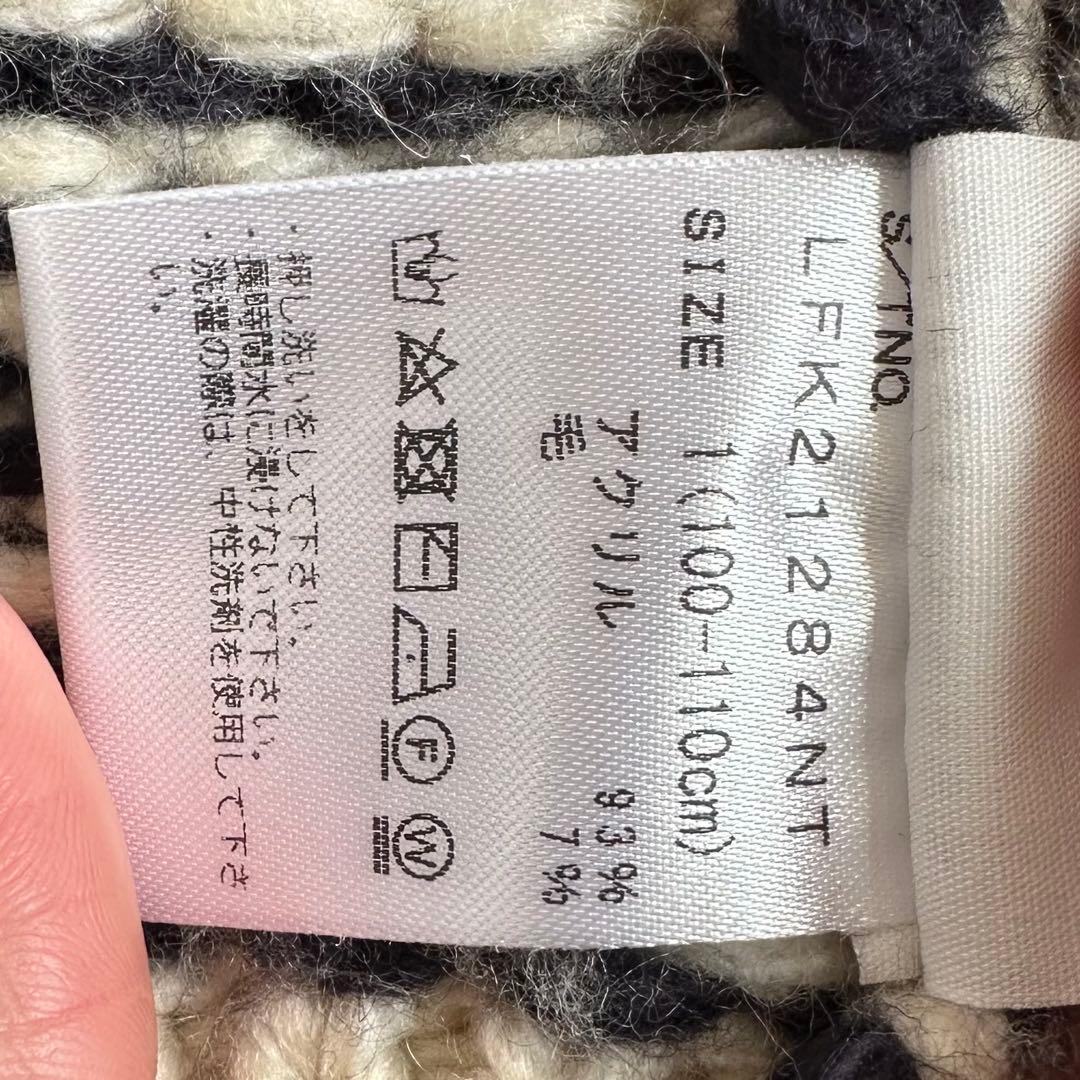 S/TNO.
LFK211284NT
SIZE 1(100-110cm)
アクリル 93%
毛 7%
F W
・押し洗いをして下さい。
・長時間水に浸けないで下さい。
・洗濯の際は、中性洗剤を使用して下さ
い。